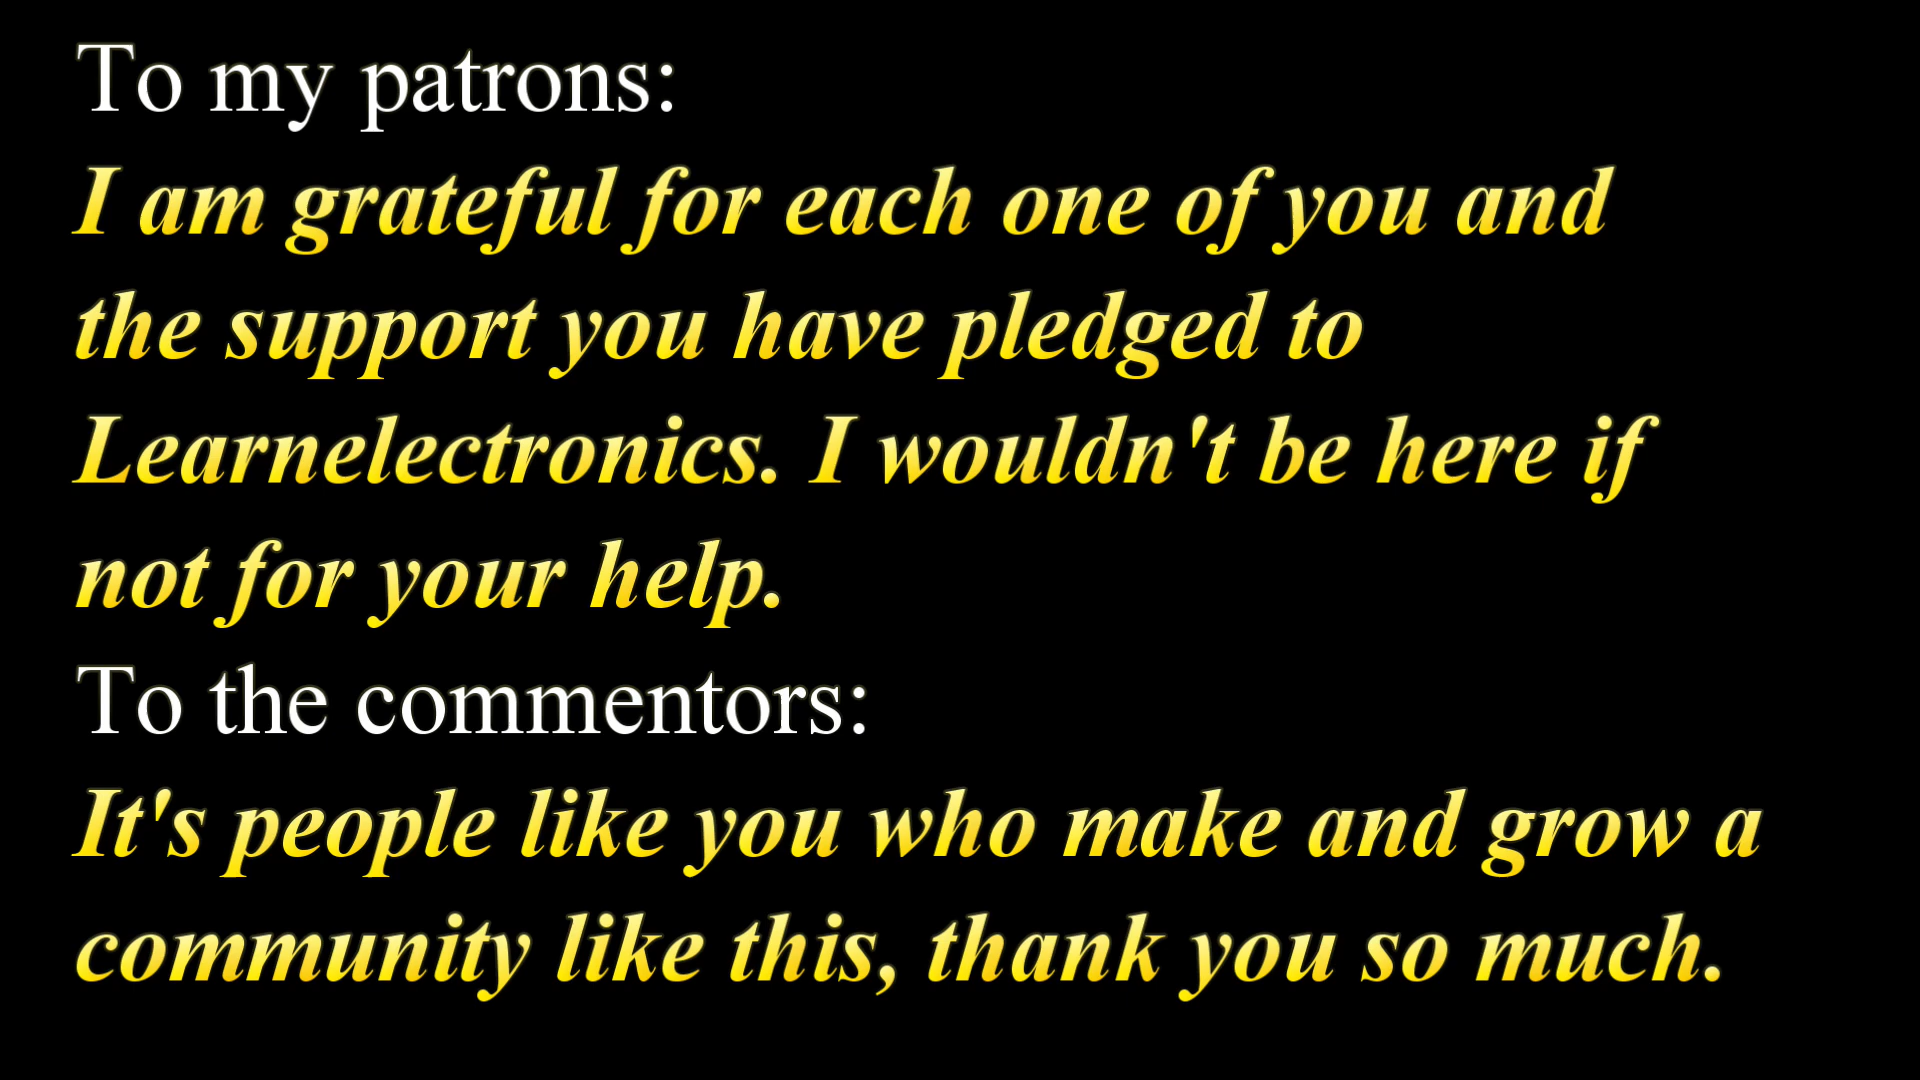 To my patrons:
I am grateful for each one of you and
the support you have pledged to
Learnelectronics. I wouldn't be here if
not for your help.
To the commentors:
It's people like you who make and grow a
community like this, thank you so much.